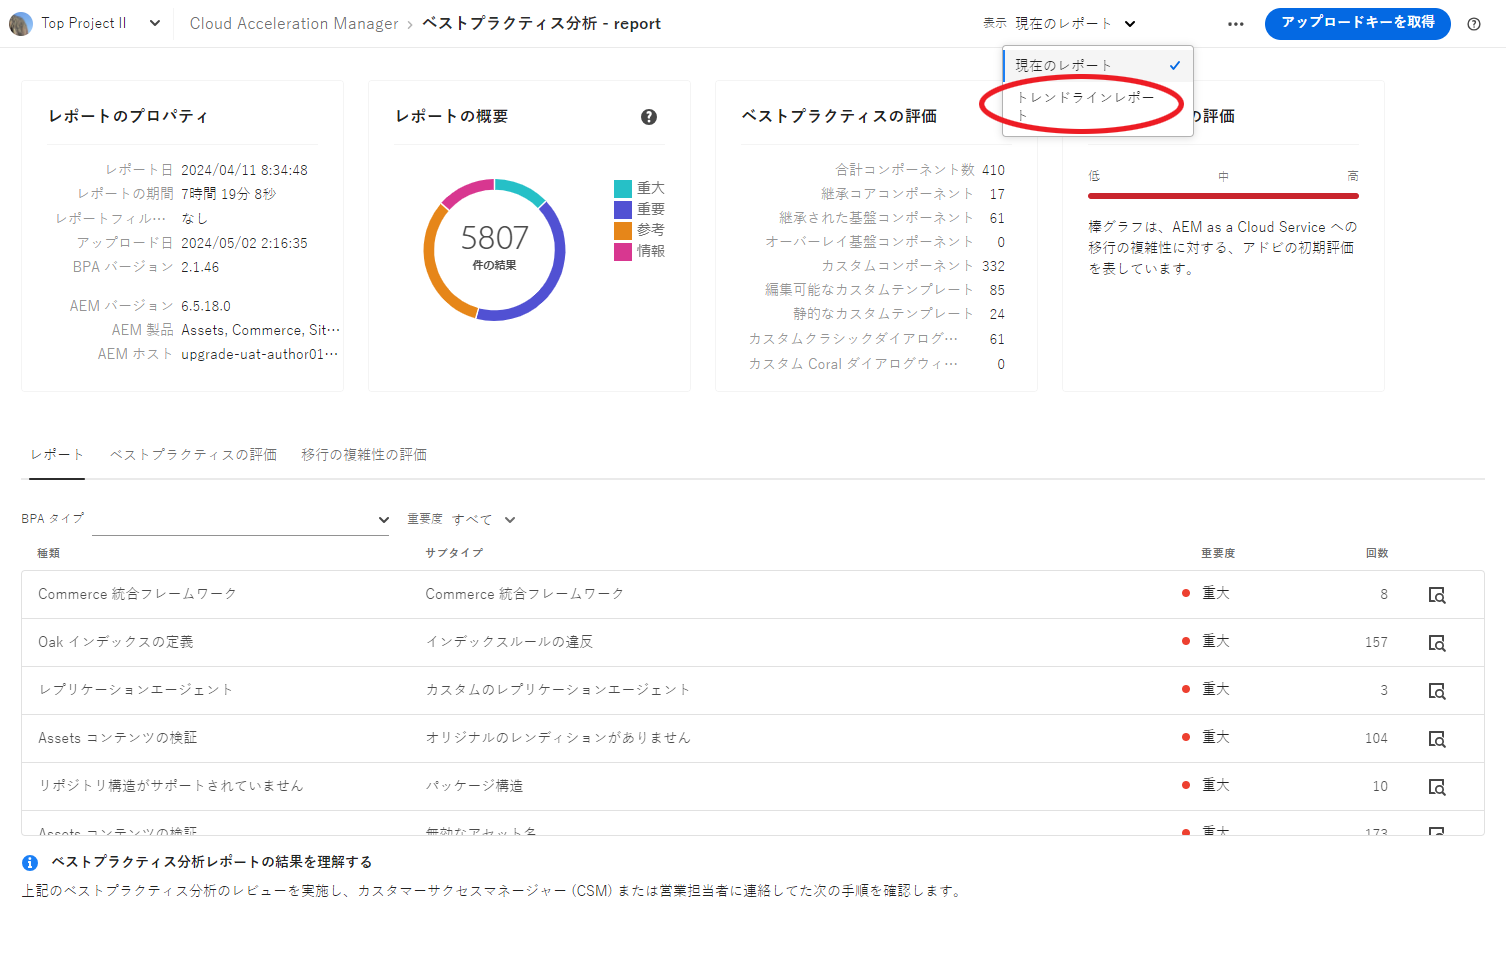 Top Project II
Cloud Acceleration Manager › ベストプラクティス分析 - report
表示 現在のレポート
アップロードキーを取得
現在のレポート
トレンドラインレポー
ト
レポートのプロパティ
レポート日 2024/04/11 8:34:48
レポートの期間 7時間 19分 8秒
レポートフィル… なし
アップロード日 2024/05/02 2:16:35
BPA バージョン 2.1.46
AEM バージョン 6.5.18.0
AEM 製品 Assets, Commerce, Sit…
AEM ホスト upgrade-uat-author01…
レポートの概要
5807
件の結果
重大
重要
参考
情報
ベストプラクティスの評価
合計コンポーネント数 410
継承コアコンポーネント 17
継承された基盤コンポーネント 61
オーバーレイ基盤コンポーネント 0
カスタムコンポーネント 332
編集可能なカスタムテンプレート 85
静的なカスタムテンプレート 24
カスタムクラシックダイアログ… 61
カスタム Coral ダイアログウィ… 0
の評価
低 中 高
棒グラフは、AEM as a Cloud Service への
移行の複雑性に対する、アドビの初期評価
を表しています。
レポート ベストプラクティスの評価 移行の複雑性の評価
BPA タイプ 重要度 すべて
種類 サブタイプ 重要度 回数
Commerce 統合フレームワーク Commerce 統合フレームワーク 重大 8
Oak インデックスの定義 インデックスルールの違反 重大 157
レプリケーションエージェント カスタムのレプリケーションエージェント 重大 3
Assets コンテンツの検証 オリジナルのレンディションがありません 重大 104
リポジトリ構造がサポートされていません パッケージ構造 重大 10
Assets コンテンツの検証 無効なアセット名 重大 173
ベストプラクティス分析レポートの結果を理解する
上記のベストプラクティス分析のレビューを実施し、カスタマーサクセスマネージャー (CSM) または営業担当者に連絡してた次の手順を確認します。